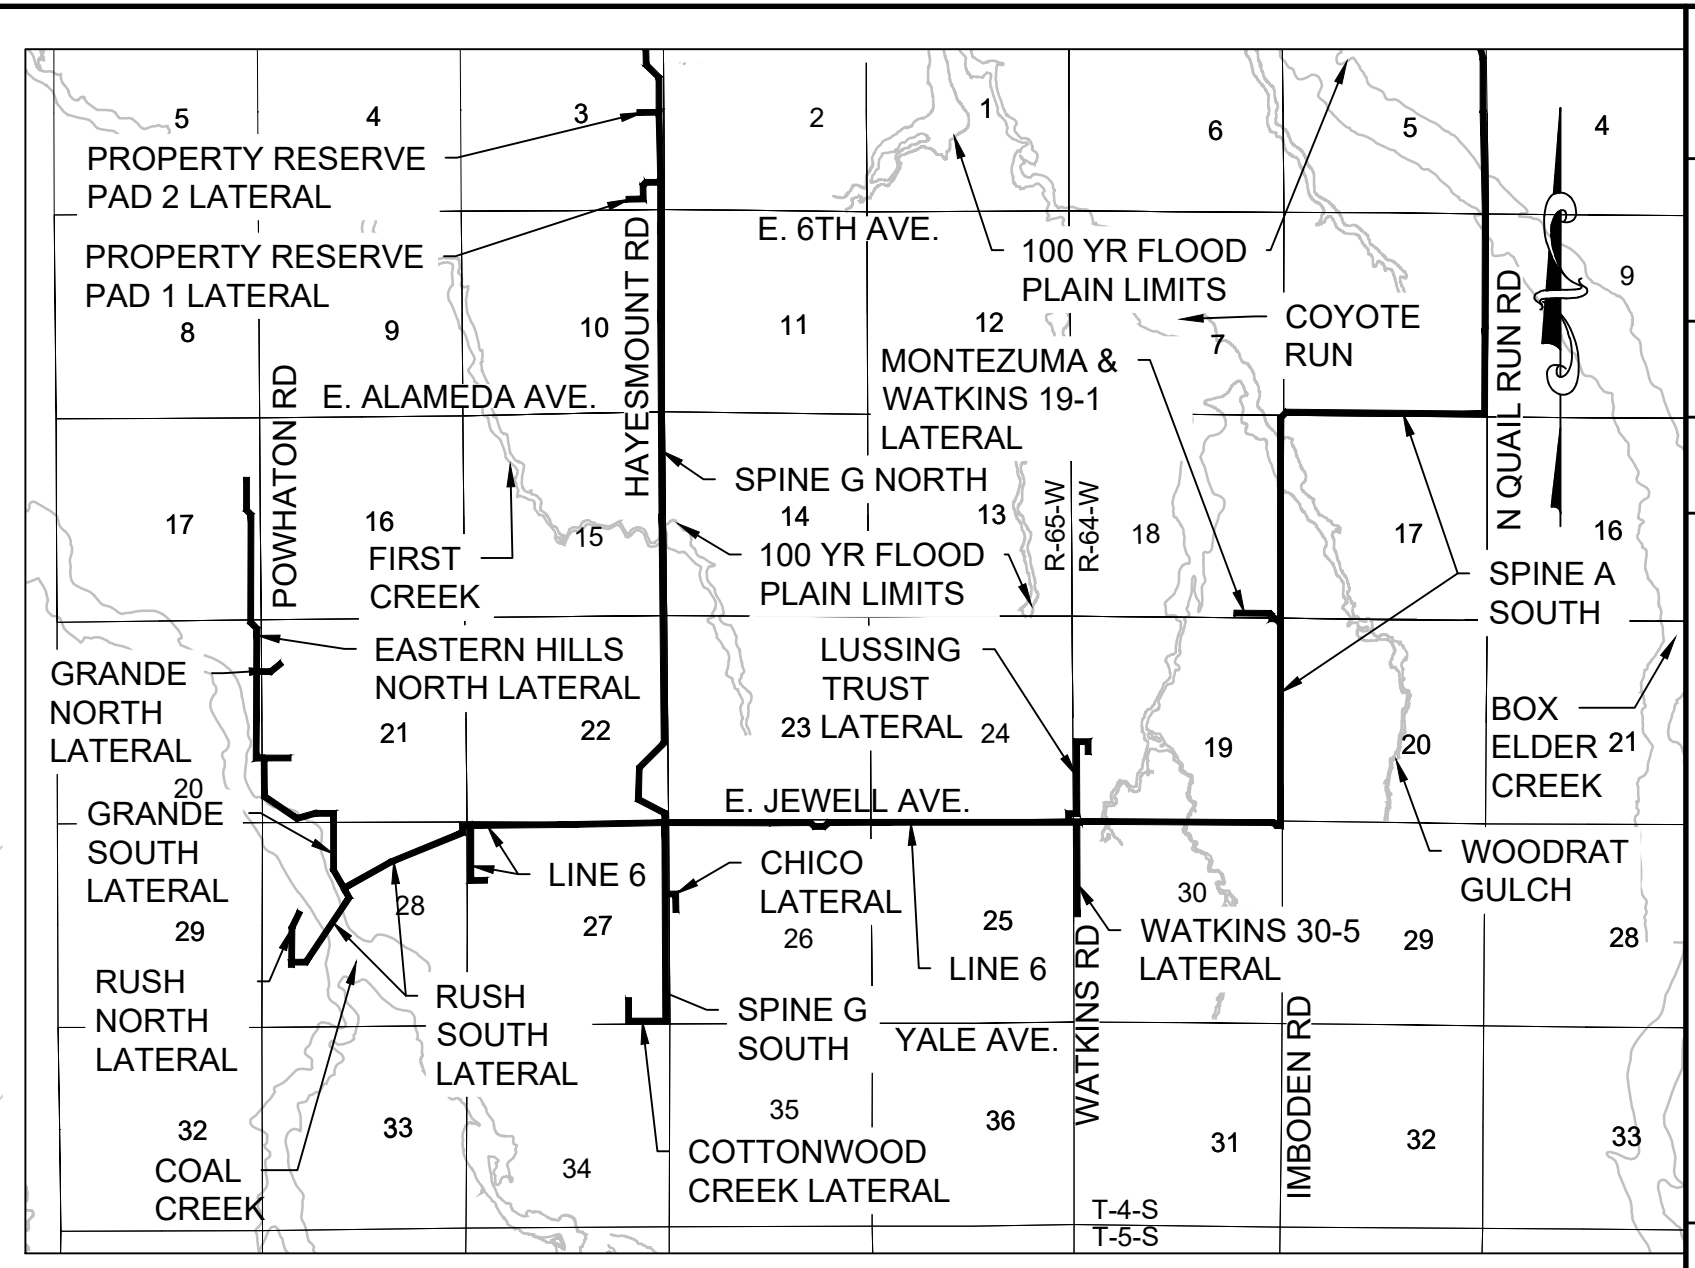 5
4
3
2
1
6
5
4
PROPERTY RESERVE
PAD 2 LATERAL
E. 6TH AVE.
PROPERTY RESERVE
PAD 1 LATERAL
HAYESMOUNT RD
100 YR FLOOD
PLAIN LIMITS
COYOTE
RUN
N QUAIL RUN RD
9
8
9
10
11
12
7
MONTEZUMA &
WATKINS 19-1
LATERAL
E. ALAMEDA AVE.
POWHATON RD
SPINE G NORTH
R-65-W
R-64-W
17
16
15
14
13
18
17
16
FIRST
CREEK
100 YR FLOOD
PLAIN LIMITS
SPINE A
SOUTH
EASTERN HILLS
NORTH LATERAL
LUSSING
TRUST
LATERAL
GRANDE
NORTH
LATERAL
BOX
ELDER
CREEK
20
21
22
23
24
19
20
21
E. JEWELL AVE.
GRANDE
SOUTH
LATERAL
LINE 6
CHICO
LATERAL
WOODRAT
GULCH
29
28
27
26
25
30
29
28
WATKINS 30-5
LATERAL
LINE 6
RUSH
NORTH
LATERAL
RUSH
SOUTH
LATERAL
SPINE G
SOUTH
YALE AVE.
WATKINS RD
IMBODEN RD
32
33
34
35
36
31
32
33
COAL
CREEK
COTTONWOOD
CREEK LATERAL
T-4-S
T-5-S